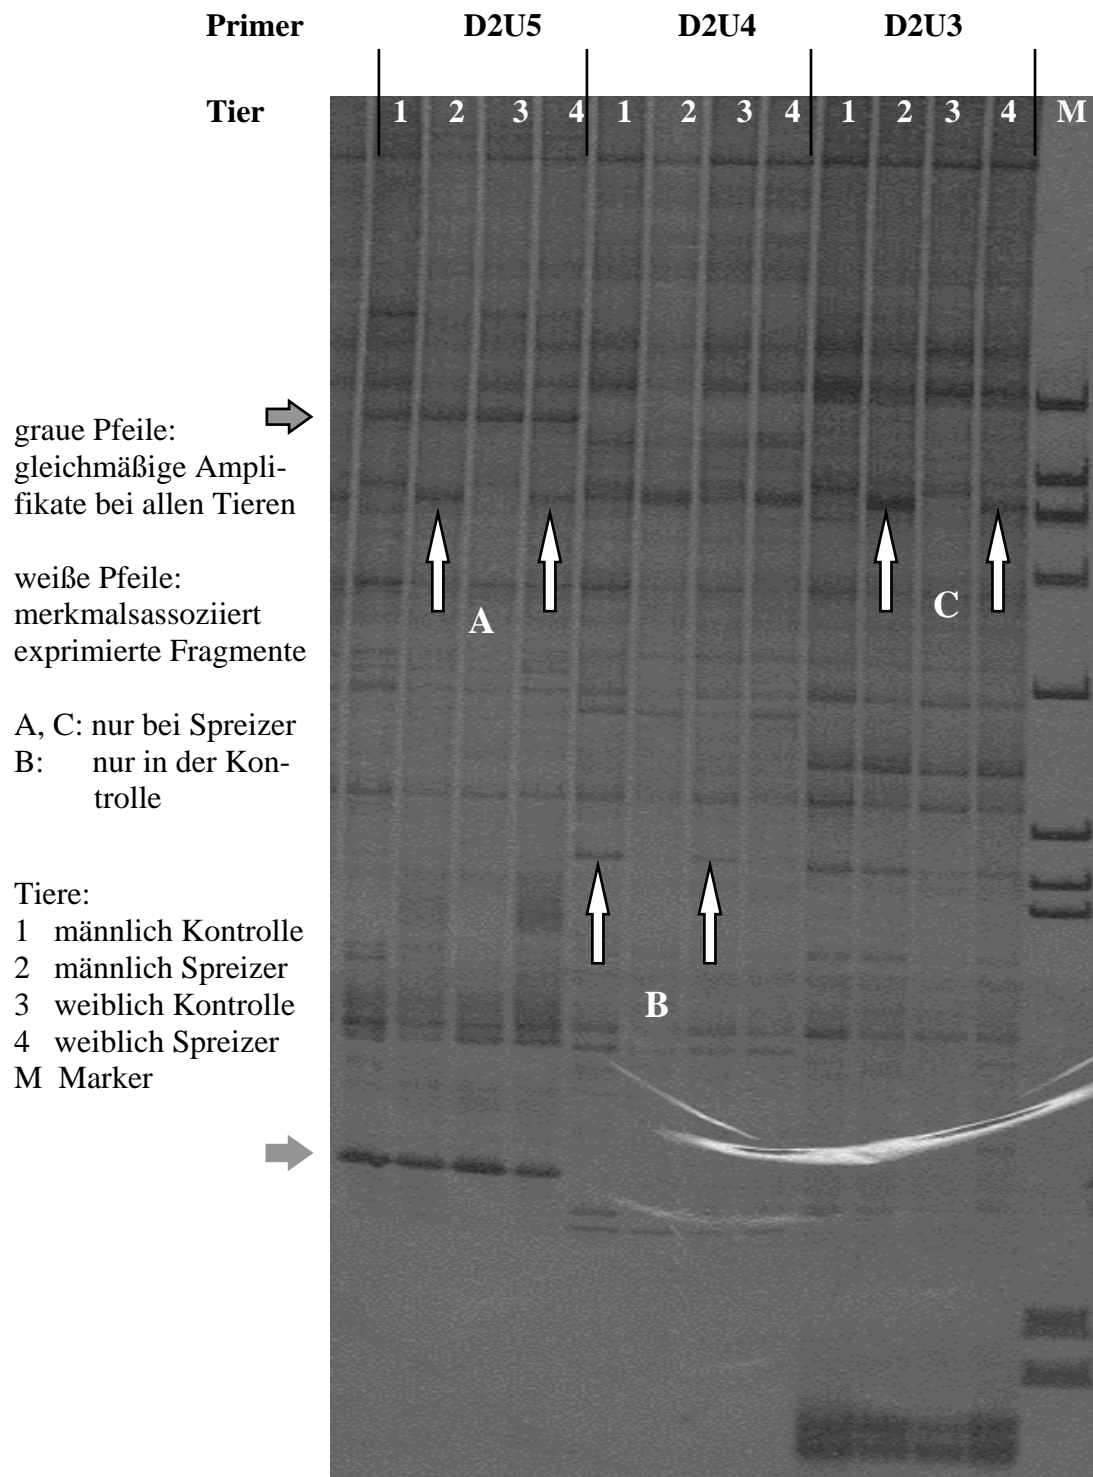 Primer D2U5 D2U4 D2U3
Tier 1 2 3 4 1 2 3 4 1 2 3 4 M
graue Pfeile:
gleichmäßige Ampli-
fikate bei allen Tieren
weiße Pfeile:
merkmalsassoziiert
exprimierte Fragmente
A, C: nur bei Spreizer
B: nur in der Kon-
trolle
Tiere:
1 männlich Kontrolle
2 männlich Spreizer
3 weiblich Kontrolle
4 weiblich Spreizer
M Marker
A
C
B